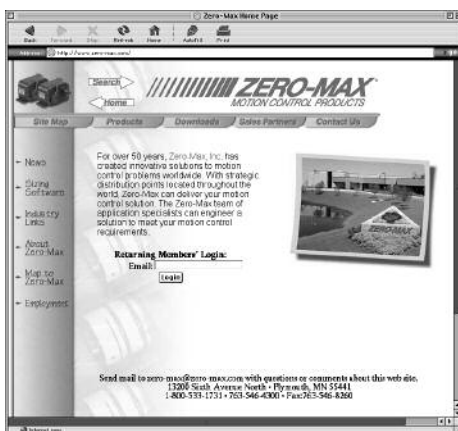 Zero-Max Home Page
Back Forward Stop Refresh Home AutoFill Print
http://www.zero-max.com/
Search
Home
ZERO-MAX
MOTION CONTROL PRODUCTS
Site Map Products Downloads Sales Partners Contact Us
News
Sizing
Software
Industry
Links
About
Zero-Max
Map to
Zero-Max
Employment
For over 50 years, Zero-Max, Inc. has
created innovative solutions to motion
control problems worldwide. With strategic
distribution points located throughout the
world, Zero-Max can deliver your motion
control solution. The Zero-Max team of
application specialists can engineer a
solution to meet your motion control
requirements.
ZERO-MAX
Returning Members' Login:
Email:
Login
Send mail to zero-max@zero-max.com with questions or comments about this web site.
13200 Sixth Avenue North • Plymouth, MN 55441
1-800-533-1731 • 763-546-4300 • Fax:763-546-8260
Internet zone